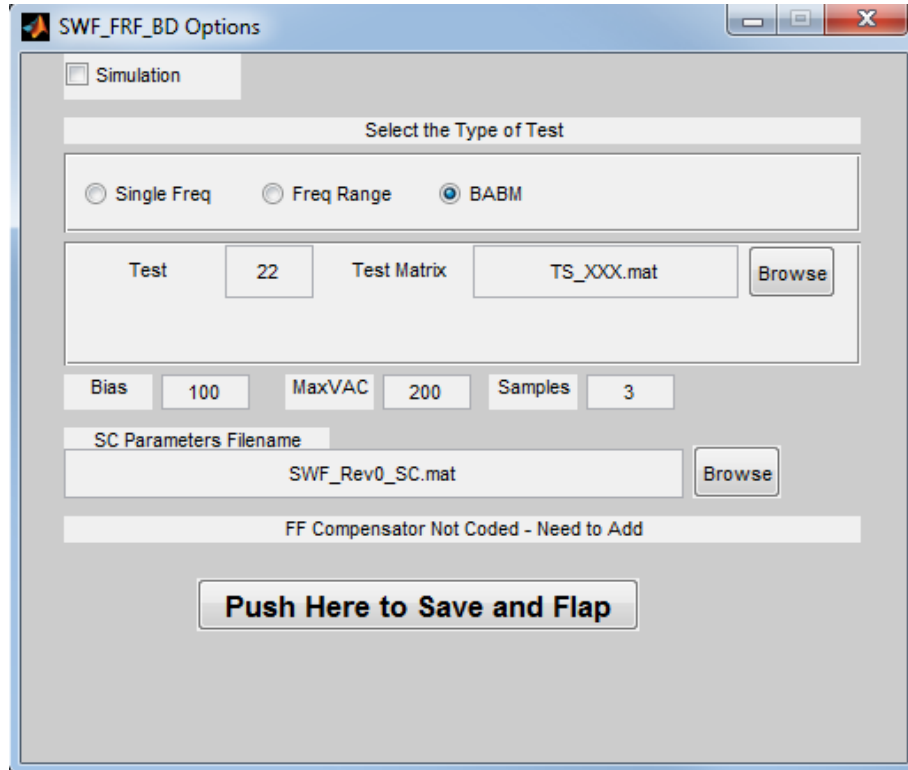 SWF_FRF_BD Options
Simulation
Select the Type of Test
Single Freq Freq Range BABM
Test 22 Test Matrix TS_XXX.mat Browse
Bias 100 MaxVAC 200 Samples 3
SC Parameters Filename
SWF_Rev0_SC.mat Browse
FF Compensator Not Coded - Need to Add
Push Here to Save and Flap